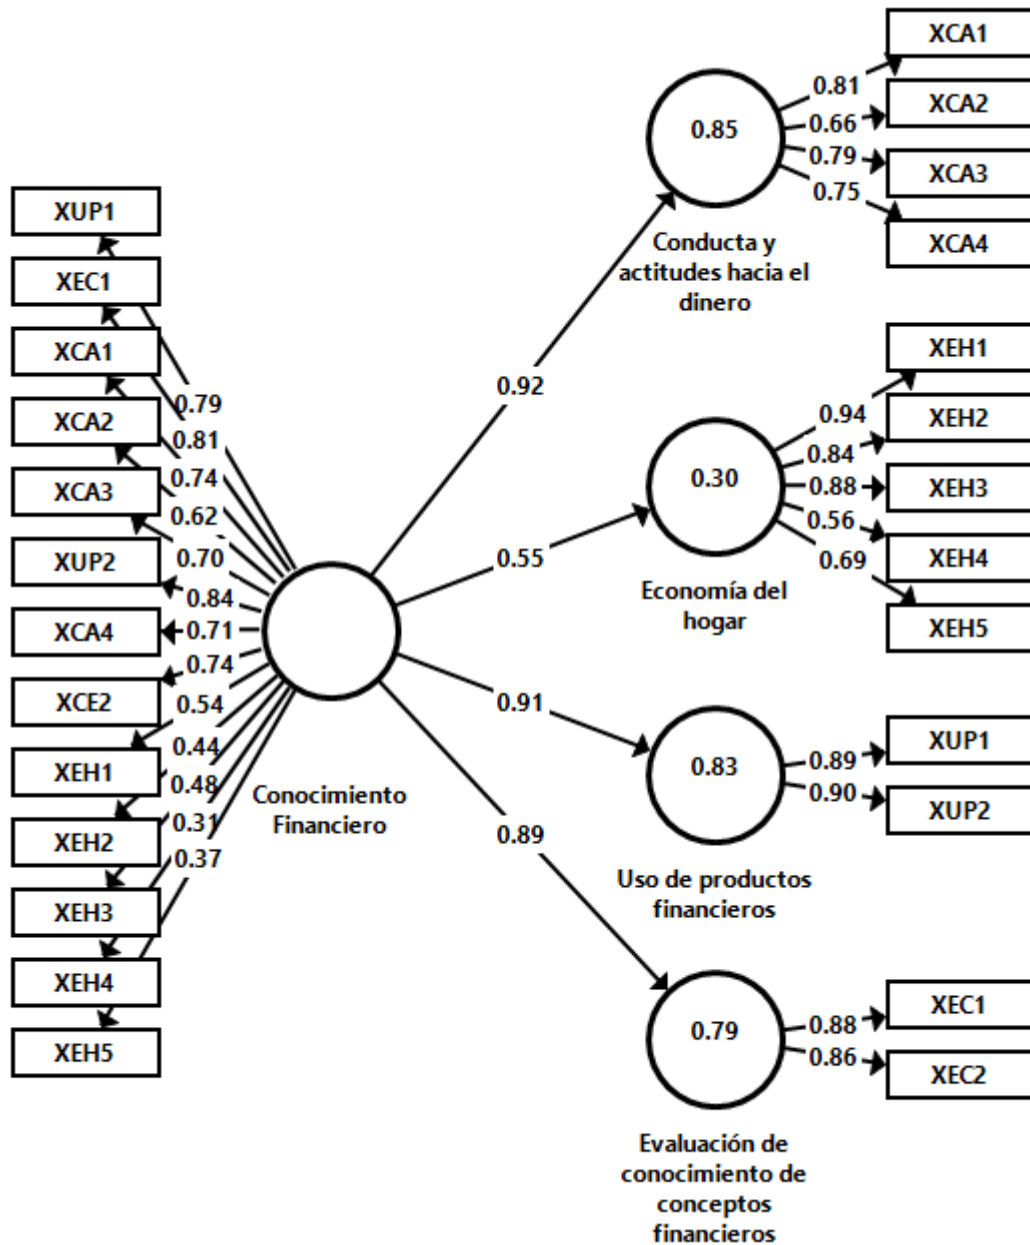 XUP1
XEC1
XCA1
XCA2
XCA3
XUP2
XCA4
XCE2
XEH1
XEH2
XEH3
XEH4
XEH5
0.79
0.81
0.74
0.62
0.70
0.84
0.71
0.74
0.54
0.44
0.48
0.31
0.37
Conocimiento
Financiero
0.92
0.55
0.91
0.89
0.85
Conducta y
actitudes hacia el
dinero
0.81
0.66
0.79
0.75
XCA1
XCA2
XCA3
XCA4
0.30
Economía del
hogar
0.94
0.84
0.88
0.56
0.69
XEH1
XEH2
XEH3
XEH4
XEH5
0.83
Uso de productos
financieros
0.89
0.90
XUP1
XUP2
0.79
Evaluación de
conocimiento de
conceptos
financieros
0.88
0.86
XEC1
XEC2